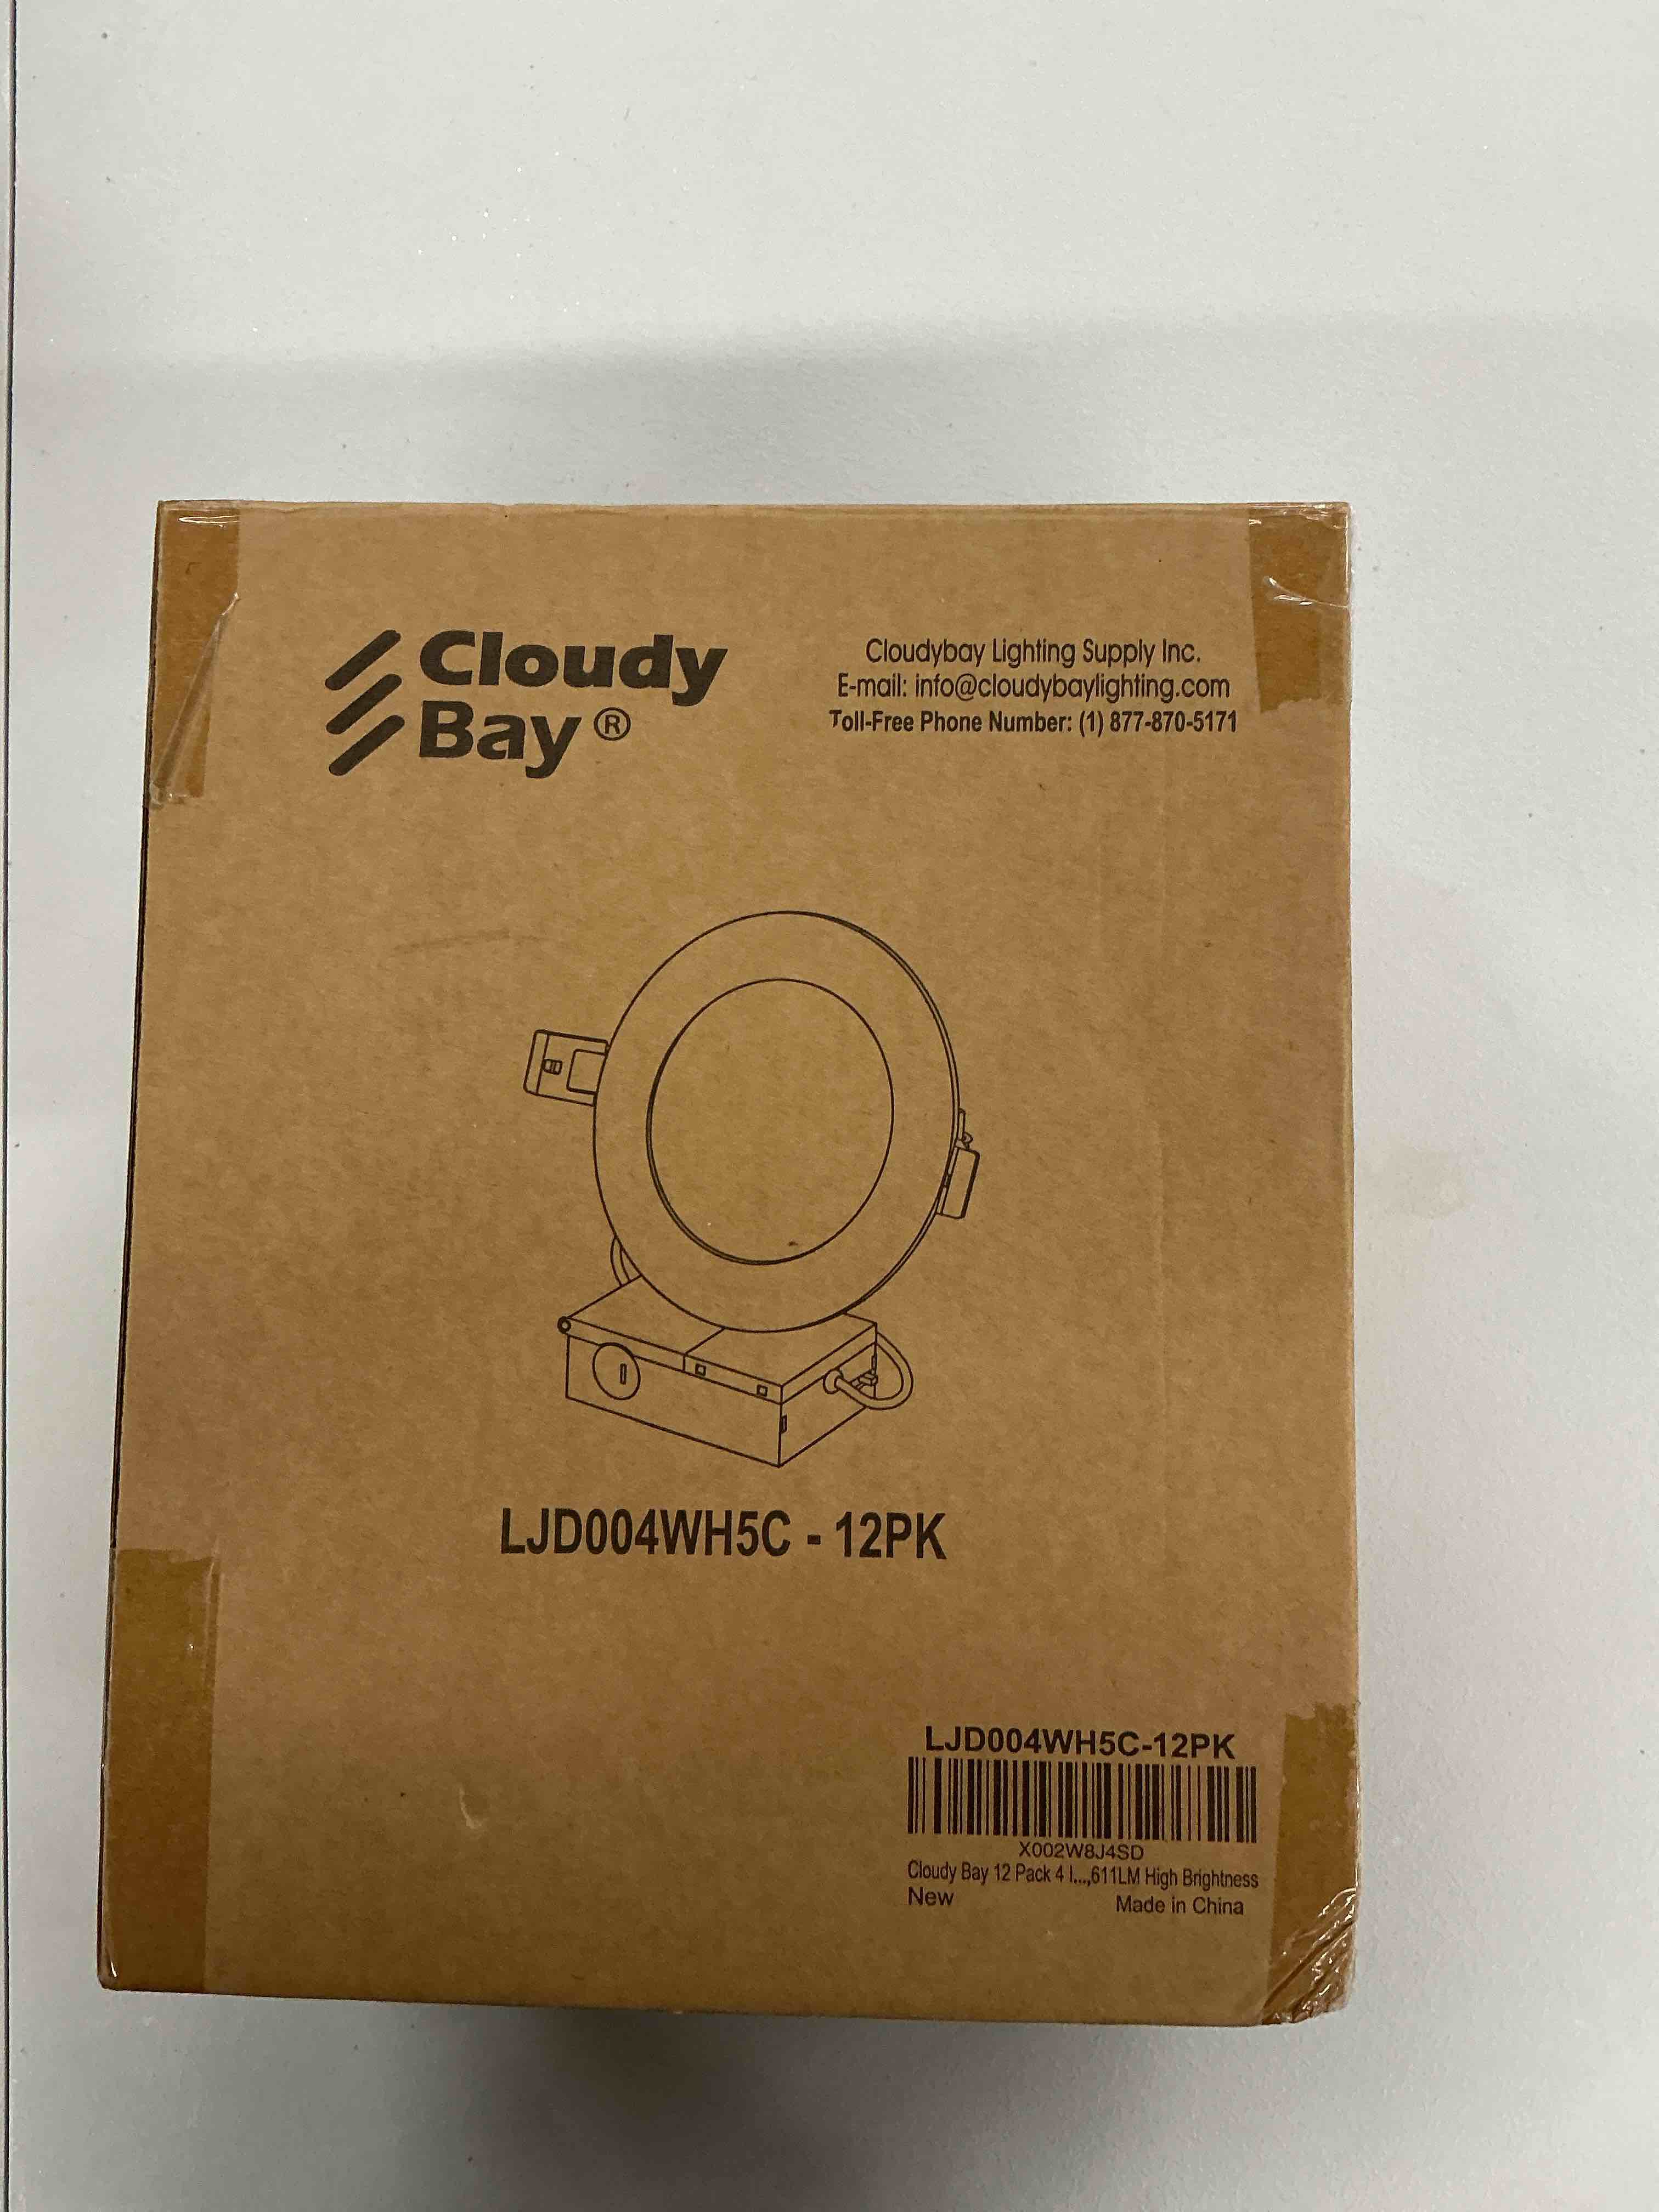 Cloudy
Bay®
Cloudybay Lighting Supply Inc.
E-mail: info@cloudybaylighting.com
Toll-Free Phone Number: (1) 877-870-5171
LJD004WH5C - 12PK
LJD004WH5C-12PK
X002W8J4SD
Cloudy Bay 12 Pack 4 I...,611LM High Brightness
New Made in China